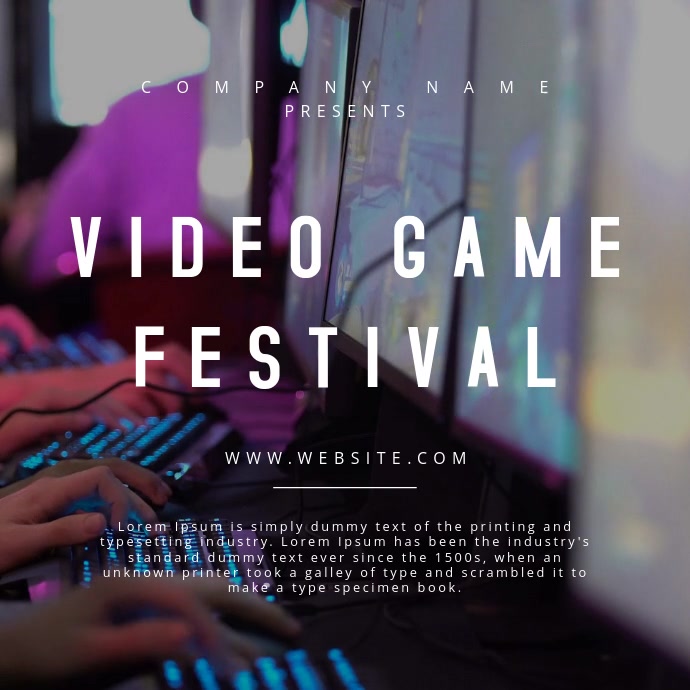 COMPANY NAME
PRESENTS
VIDEO GAME
FESTIVAL
WWW.WEBSITE.COM
Lorem Ipsum is simply dummy text of the printing and
typesetting industry. Lorem Ipsum has been the industry's
standard dummy text ever since the 1500s, when an
unknown printer took a galley of type and scrambled it to
make a type specimen book.